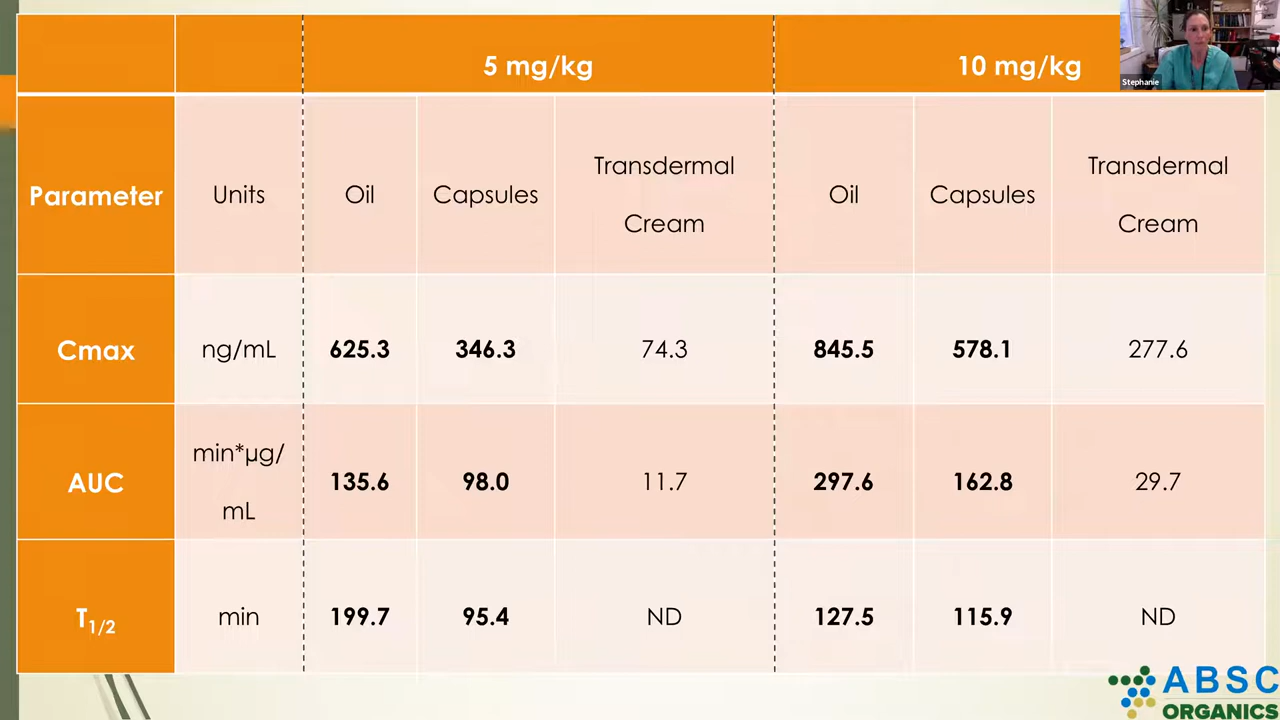 5 mg/kg 10 mg/kg
Stephanie
Parameter Units Oil Capsules Transdermal Cream Oil Capsules Transdermal Cream
Cmax ng/mL 625.3 346.3 74.3 845.5 578.1 277.6
AUC min*µg/mL 135.6 98.0 11.7 297.6 162.8 29.7
T1/2 min 199.7 95.4 ND 127.5 115.9 ND
ABSC
ORGANICS